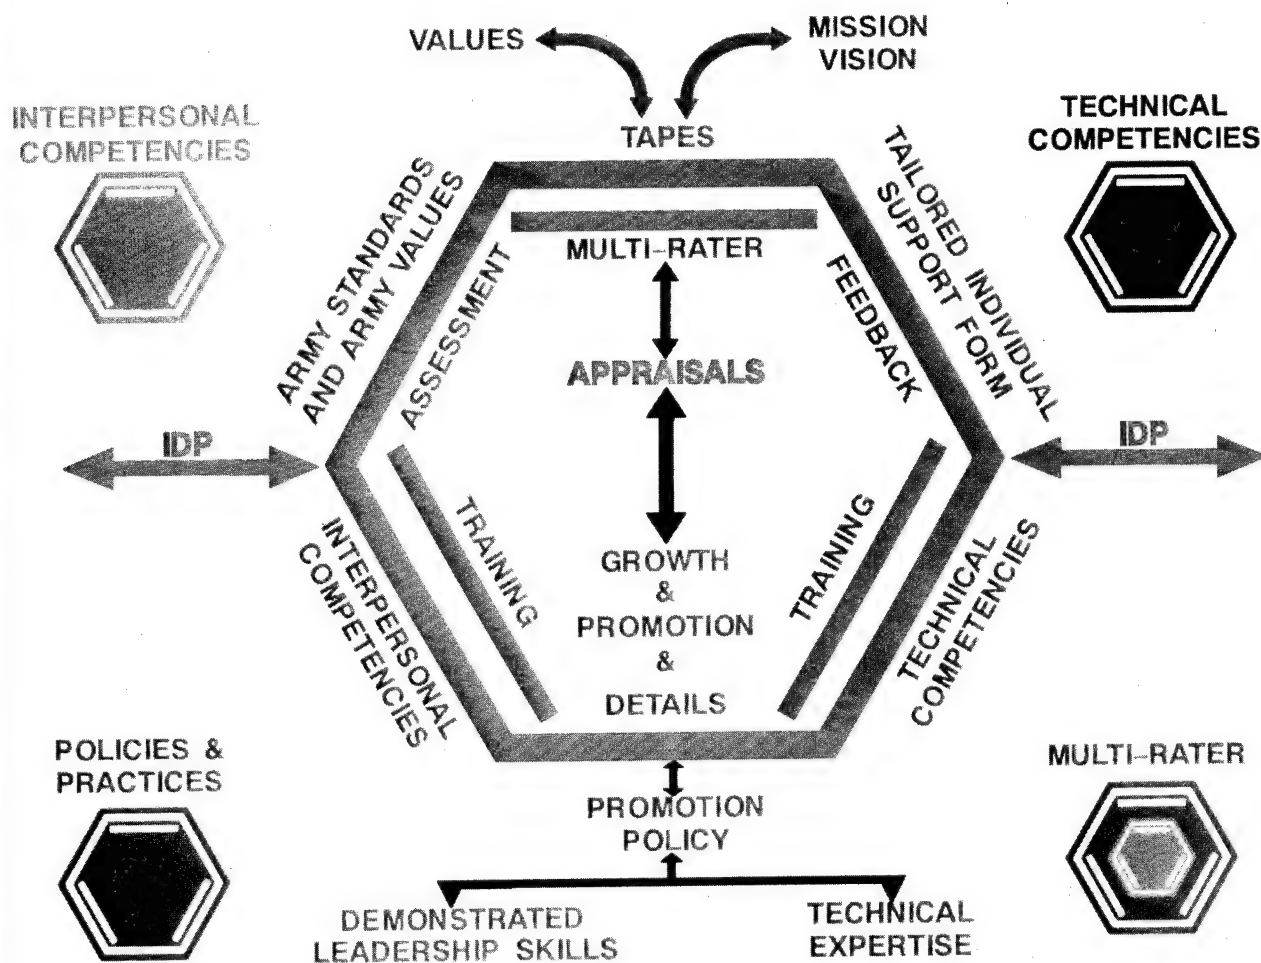 VALUES
MISSION
VISION
TAPES
INTERPERSONAL
COMPETENCIES
TECHNICAL
COMPETENCIES
ARMY STANDARDS
AND ARMY VALUES
ASSESSMENT
MULTI-RATER
FEEDBACK
TAILORED INDIVIDUAL
SUPPORT FORM
APPRAISALS
IDP
IDP
INTERPERSONAL
COMPETENCIES
TRAINING
GROWTH
&
PROMOTION
&
DETAILS
TRAINING
TECHNICAL
COMPETENCIES
POLICIES &
PRACTICES
MULTI-RATER
PROMOTION
POLICY
DEMONSTRATED
LEADERSHIP SKILLS
TECHNICAL
EXPERTISE